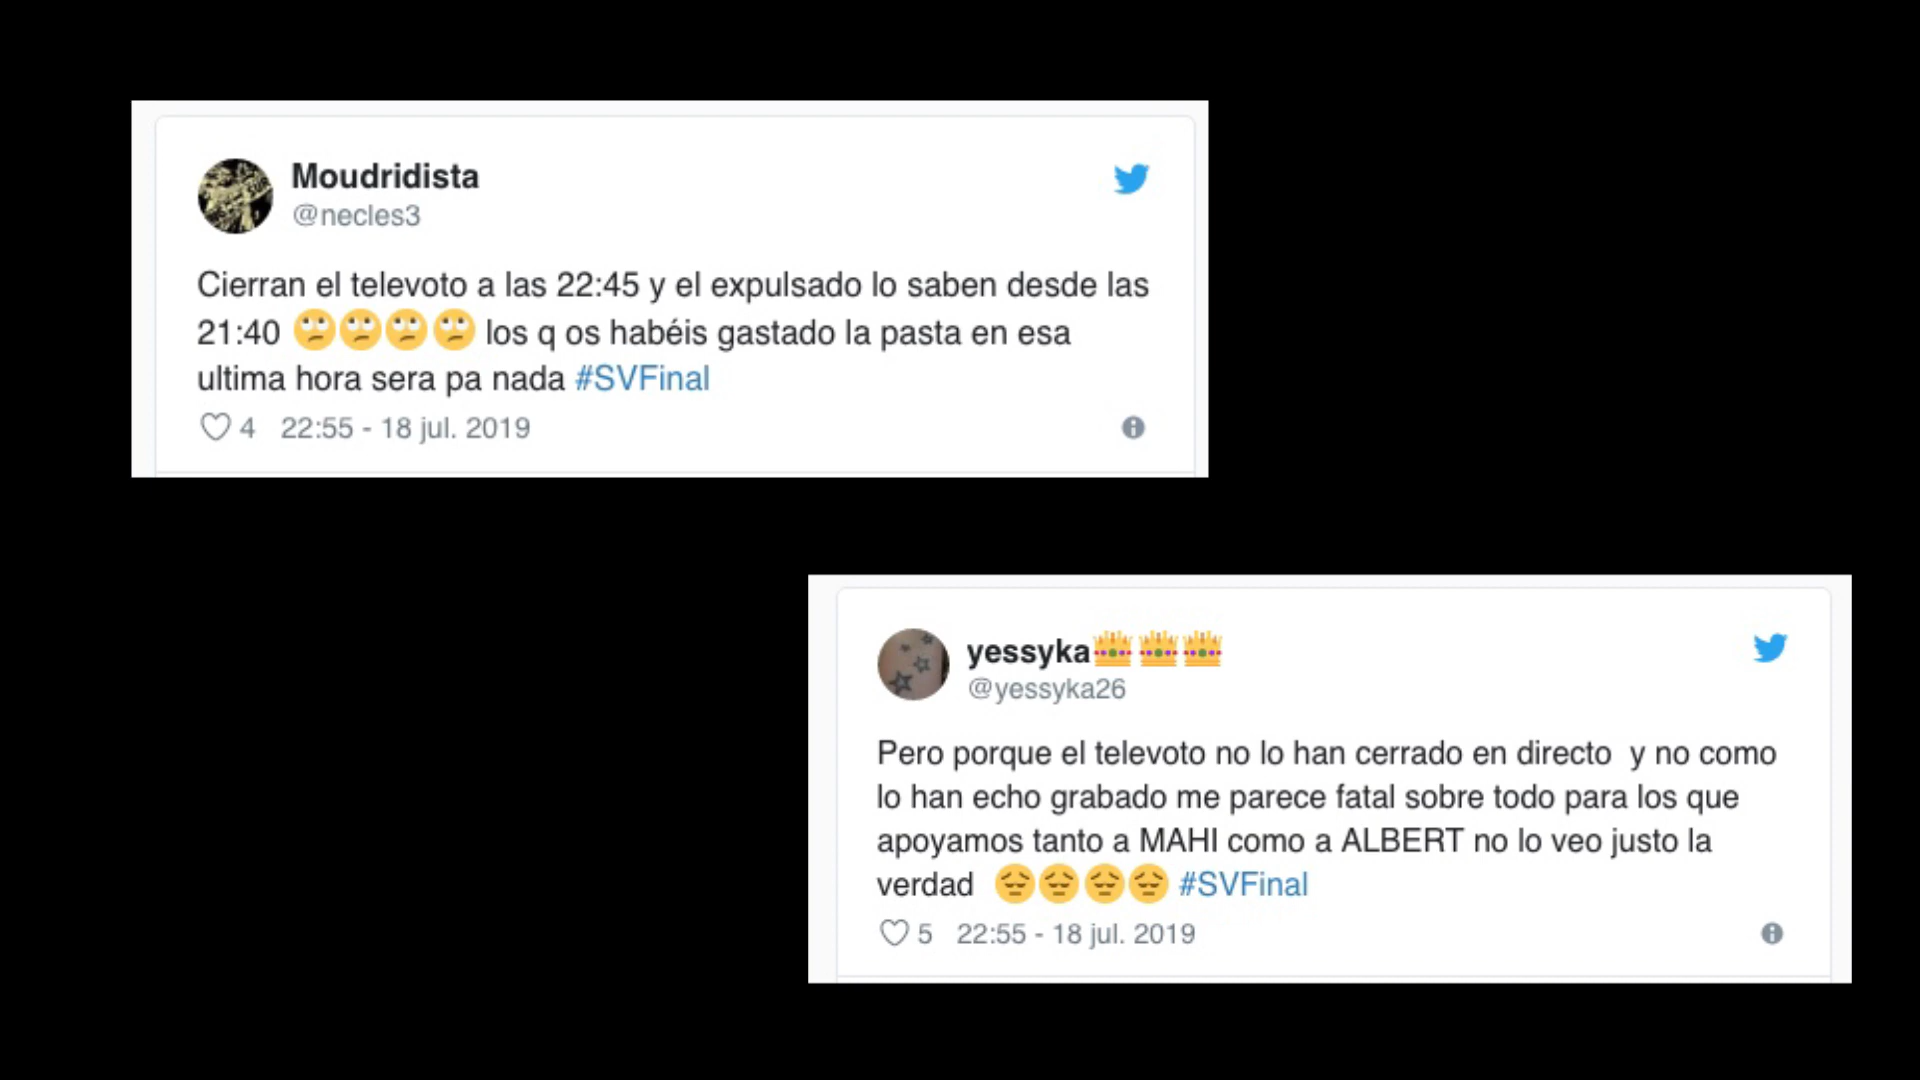 Moudridista
@necles3
Cierran el televoto a las 22:45 y el expulsado lo saben desde las
21:40 🙄🙄🙄🙄 los q os habéis gastado la pasta en esa
ultima hora sera pa nada #SVFinal
4 22:55 - 18 jul. 2019
yessyka👑👑👑
@yessyka26
Pero porque el televoto no lo han cerrado en directo  y no como
lo han echo grabado me parece fatal sobre todo para los que
apoyamos tanto a MAHI como a ALBERT no lo veo justo la
verdad  😔😔😔😔 #SVFinal
5 22:55 - 18 jul. 2019